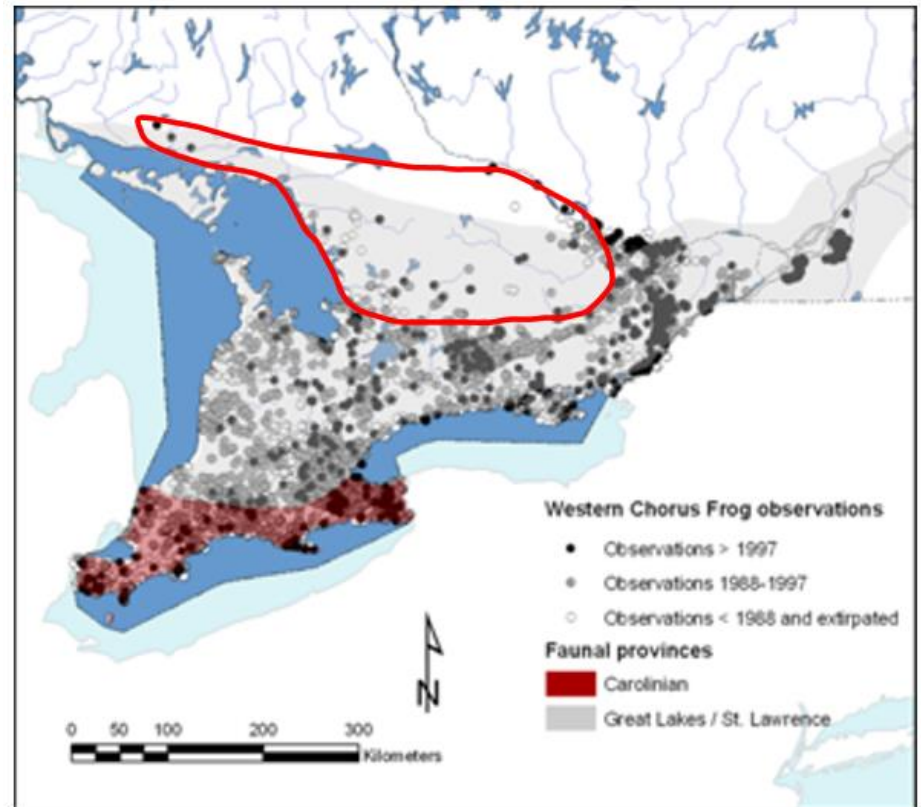 Western Chorus Frog observations
Observations > 1997
Observations 1988-1997
Observations < 1988 and extirpated
Faunal provinces
Carolinian
Great Lakes / St. Lawrence
N
0 50 100 200 300
Kilometers